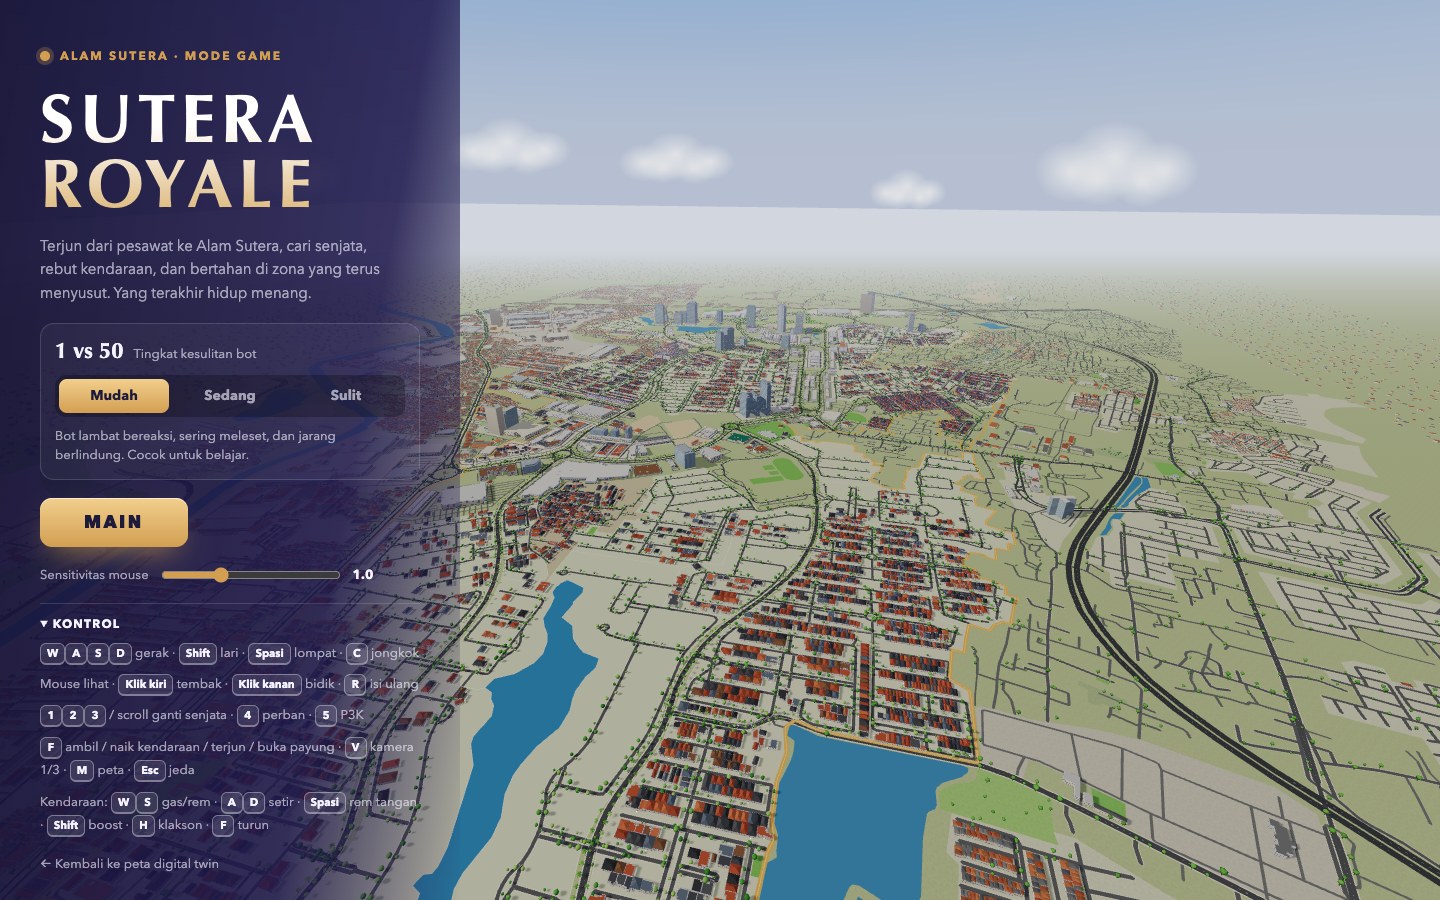 ALAM SUTERA · MODE GAME
SUTERA
ROYALE
Terjun dari pesawat ke Alam Sutera, cari senjata,
rebut kendaraan, dan bertahan di zona yang terus
menyusut. Yang terakhir hidup menang.
1 vs 50 Tingkat kesulitan bot
Mudah Sedang Sulit
Bot lambat bereaksi, sering meleset, dan jarang
berlindung. Cocok untuk belajar.
MAIN
Sensitivitas mouse 1.0
▼ KONTROL
W A S D gerak · Shift lari · Spasi lompat · C jongkok
Mouse lihat · Klik kiri tembak · Klik kanan bidik · R isi ulang
1 2 3 / scroll ganti senjata · 4 perban · 5 P3K
F ambil / naik kendaraan / terjun / buka payung · V kamera
1/3 · M peta · Esc jeda
Kendaraan: W S gas/rem · A D setir · Spasi rem tangan
· Shift boost · H klakson · F turun
← Kembali ke peta digital twin